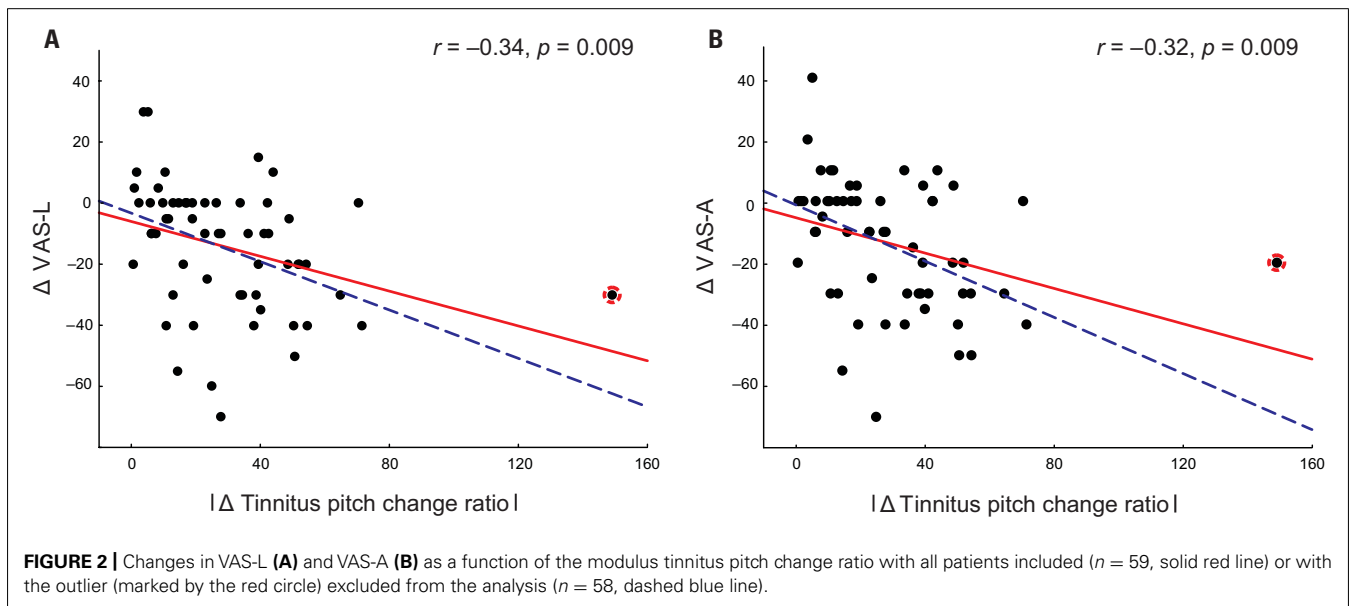 A
r = –0.34, p = 0.009
40
20
0
–20
–40
–60
Δ VAS-L
0
40
80
120
160
|Δ Tinnitus pitch change ratio|
B
r = –0.32, p = 0.009
40
20
0
–20
–40
–60
Δ VAS-A
0
40
80
120
160
|Δ Tinnitus pitch change ratio|
FIGURE 2 | Changes in VAS-L (A) and VAS-A (B) as a function of the modulus tinnitus pitch change ratio with all patients included (n = 59, solid red line) or with
the outlier (marked by the red circle) excluded from the analysis (n = 58, dashed blue line).